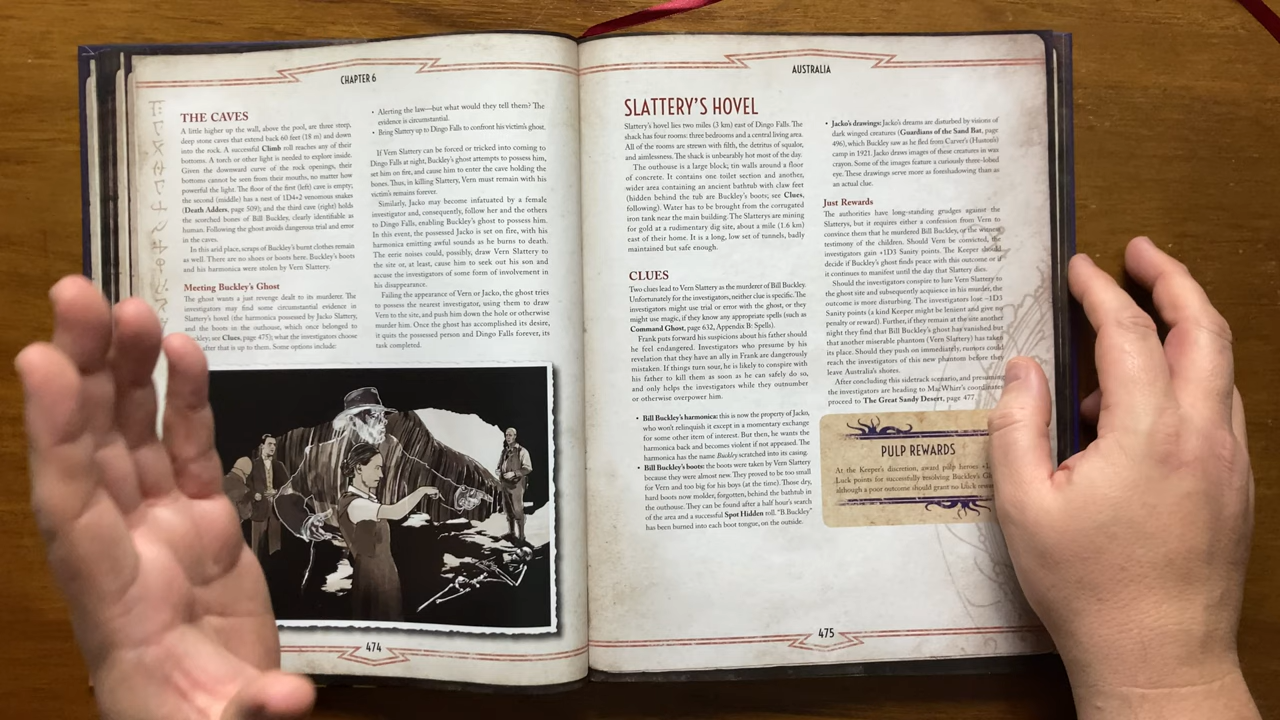 CHAPTER 6
THE CAVES
A little higher up the wall, above the pool, are three steep,
deep stone caves that extend back 60 feet (18 m) and down
into the rock. A successful Climb roll reaches any of their
bottoms. A torch or other light is needed to explore inside.
Given the downward curve of the rock openings, their
bottoms cannot be seen from their mouths, no matter how
powerful the light. The floor of the first (left) cave is empty;
the second (middle) has a nest of 1D4+2 venomous snakes
(Death Adders, page 509); and the third cave (right) holds
the scorched bones of Bill Buckley, clearly identifiable as
human. Following the ghost avoids dangerous trial and error
in the caves.
In this arid place, scraps of Buckley's burnt clothes remain
as well. There are no shoes or boots here. Buckley's boots
and his harmonica were stolen by Vern Slattery.
Meeting Buckley's Ghost
The ghost wants a just revenge dealt to its murderer. The
investigators may find some circumstantial evidence in
Slattery's hovel (the harmonica possessed by Jacko Slattery,
and the boots in the outhouse, which once belonged to
see Clues, page 475); what the investigators choose
after that is up to them. Some options include:
• Alerting the law—but what would they tell them? The
evidence is circumstantial.
• Bring Slattery up to Dingo Falls to confront his victim's ghost.
If Vern Slattery can be forced or tricked into coming to
Dingo Falls at night, Buckley's ghost attempts to possess him,
set him on fire, and cause him to enter the cave holding the
bones. Thus, in killing Slattery, Vern must remain with his
victim's remains forever.
Similarly, Jacko may become infatuated by a female
investigator and, consequently, follow her and the others
to Dingo Falls, enabling Buckley's ghost to possess him.
In this event, the possessed Jacko is set on fire, with his
harmonica emitting awful sounds as he burns to death.
The eerie noises could, possibly, draw Vern Slattery to
the site or, at least, cause him to seek out his son and
accuse the investigators of some form of involvement in
his disappearance.
Failing the appearance of Vern or Jacko, the ghost tries
to possess the nearest investigator, using them to draw
Vern to the site, and push him down the hole or otherwise
murder him. Once the ghost has accomplished its desire,
it quits the possessed person and Dingo Falls forever, its
task completed.
474
AUSTRALIA
SLATTERY'S HOVEL
Slattery's hovel lies two miles (3 km) east of Dingo Falls. The
shack has four rooms: three bedrooms and a central living area.
All of the rooms are strewn with filth, the detritus of squalor,
and aimlessness. The shack is unbearably hot most of the day.
The outhouse is a large block; tin walls around a floor
of concrete. It contains one toilet section and another,
wider area containing an ancient bathtub with claw feet
(hidden behind the tub are Buckley's boots; see Clues,
following). Water has to be brought from the corrugated
iron tank near the main building. The Slatterys are mining
for gold at a rudimentary dig site, about a mile (1.6 km)
east of their home. It is a long, low set of tunnels, badly
maintained but safe enough.
CLUES
Two clues lead to Vern Slattery as the murderer of Bill Buckley.
Unfortunately for the investigators, neither clue is specific. The
investigators might use trial or error with the ghost, or they
might use magic, if they know any appropriate spells (such as
Command Ghost, page 632, Appendix B: Spells).
Frank puts forward his suspicions about his father should
he feel endangered. Investigators who presume by his
revelation that they have an ally in Frank are dangerously
mistaken. If things turn sour, he is likely to conspire with
his father to kill them as soon as he can safely do so,
and only helps the investigators while they outnumber
or otherwise overpower him.
• Bill Buckley's harmonica: this is now the property of Jacko,
who won't relinquish it except in a momentary exchange
for some other item of interest. But then, he wants the
harmonica back and becomes violent if not appeased. The
harmonica has the name Buckley scratched into its casing.
• Bill Buckley's boots: the boots were taken by Vern Slattery
because they were almost new. They proved to be too small
for Vern and too big for his boys (at the time). Those dry,
hard boots now molder, forgotten, behind the bathtub in
the outhouse. They can be found after a half hour's search
of the area and a successful Spot Hidden roll. "B.Buckley"
has been burned into each boot tongue, on the outside.
• Jacko's drawings: Jacko's dreams are disturbed by visions of
dark winged creatures (Guardians of the Sand Bat, page
496), which Buckley saw as he fled from Carver's (Huston's)
camp in 1921. Jacko draws images of these creatures in wax
crayon. Some of the images feature a curiously three-lobed
eye. These drawings serve more as foreshadowing than as
an actual clue.
Just Rewards
The authorities have long-standing grudges against the
Slatterys, but it requires either a confession from Vern to
convince them that he murdered Bill Buckley, or the witness
testimony of the children. Should Vern be convicted, the
investigators gain +1D3 Sanity points. The Keeper should
decide if Buckley's ghost finds peace with this outcome or if
it continues to manifest until the day that Slattery dies.
Should the investigators conspire to lure Vern Slattery to
the ghost site and subsequently acquiesce in his murder, the
outcome is more disturbing. The investigators lose –1D3
Sanity points (a kind Keeper might be lenient and give no
penalty or reward). Further, if they remain at the site another
night they find that Bill Buckley's ghost has vanished but
that another miserable phantom (Vern Slattery) has taken
its place. Should they push on immediately, rumors could
reach the investigators of this new phantom before they
leave Australia's shores.
After concluding this sidetrack scenario, and presuming
the investigators are heading to MacWhirr's coordinates
proceed to The Great Sandy Desert, page 477.
PULP REWARDS
At the Keeper's discretion, award pulp heroes
Luck points for successfully resolving Buckley's
although a poor outcome should grant no Luck
475